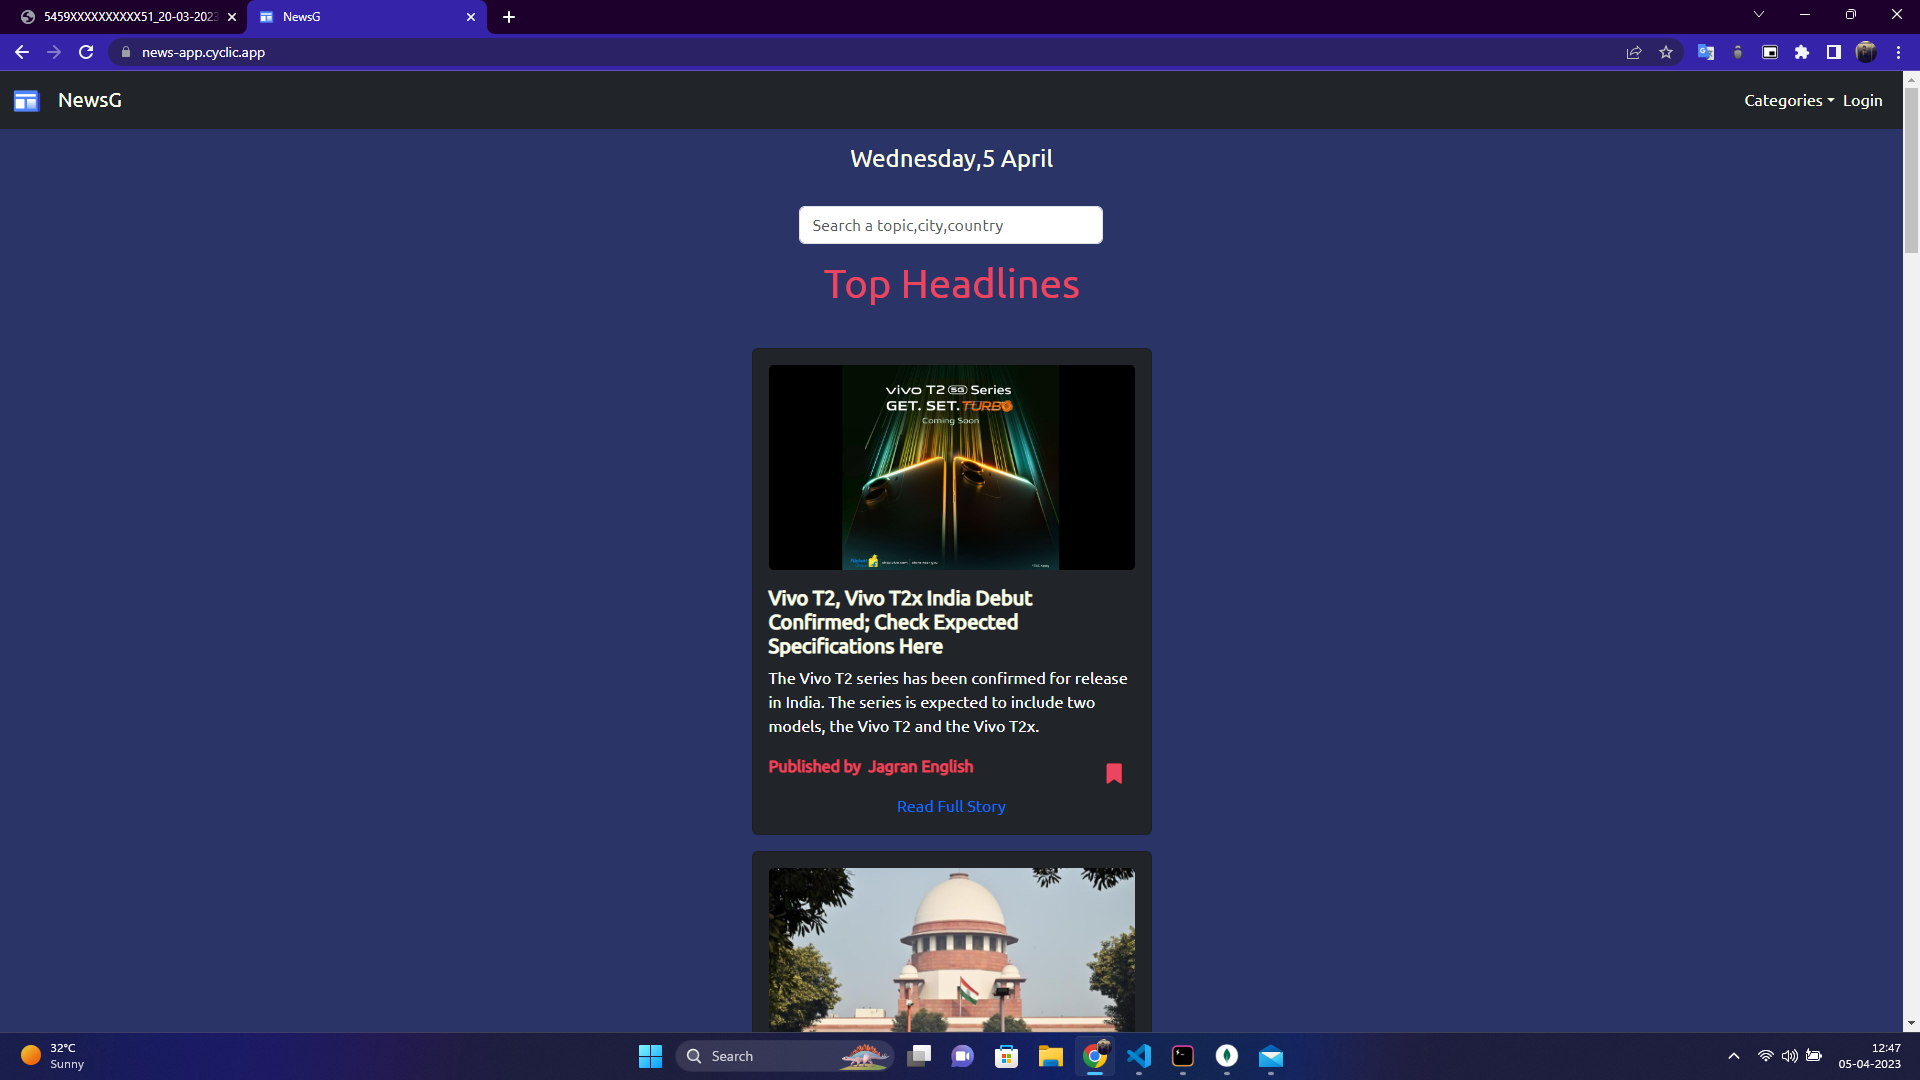 5459XXXXXXXXXX51_20-03-2023
NewsG
news-app.cyclic.app
NewsG
Categories
Login
Wednesday,5 April
Search a topic,city,country
Top Headlines
vivo T2 5G Series
GET. SET. TURBO
Coming Soon
Vivo T2, Vivo T2x India Debut
Confirmed; Check Expected
Specifications Here
The Vivo T2 series has been confirmed for release
in India. The series is expected to include two
models, the Vivo T2 and the Vivo T2x.
Published by Jagran English
Read Full Story
32°C
Sunny
Search
12:47
05-04-2023